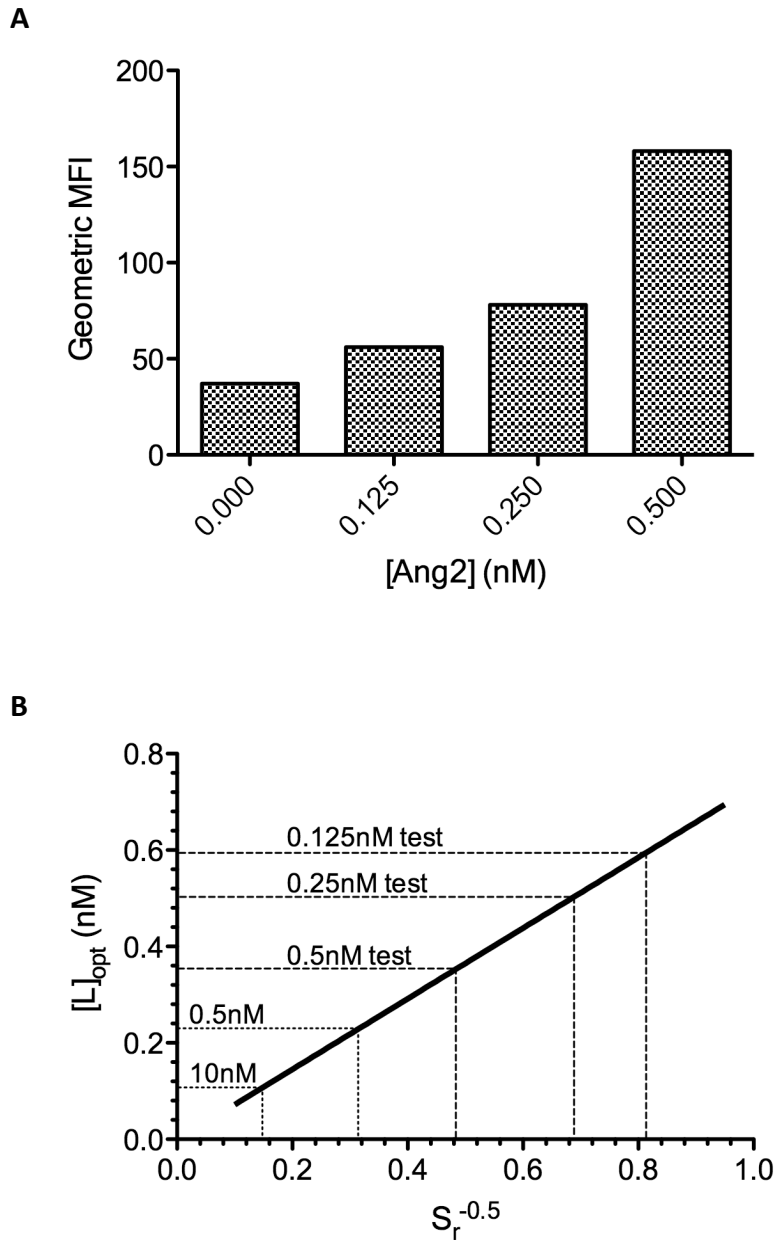 A
200
150
100
50
0
Geometric MFI
0.000
0.125
0.250
0.500
[Ang2] (nM)
B
0.8
0.6
0.4
0.2
0.0
[L]opt (nM)
0.125nM test
0.25nM test
0.5nM test
0.5nM
10nM
0.0 0.2 0.4 0.6 0.8 1.0
Sr-0.5